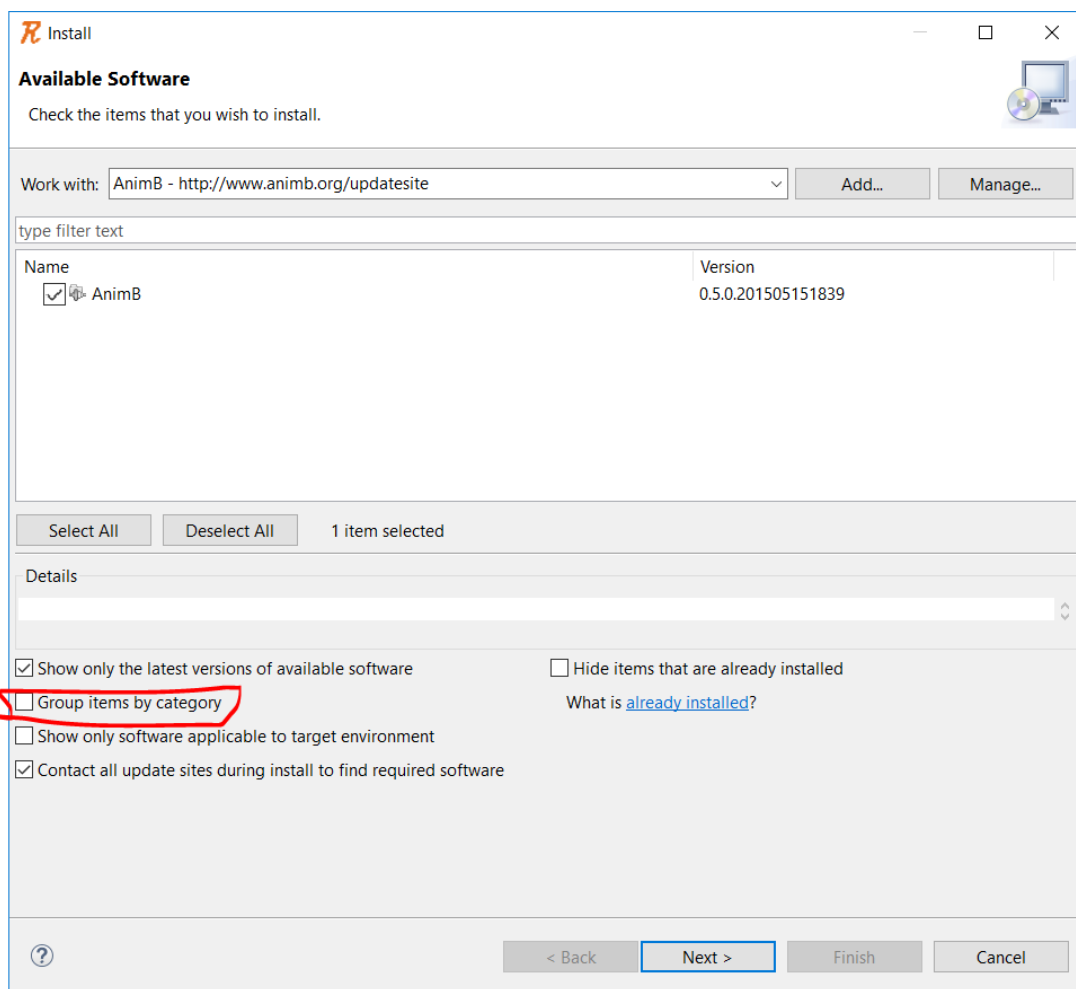 Install
Available Software
Check the items that you wish to install.
Work with: AnimB - http://www.animb.org/updatesite Add... Manage...
type filter text
Name Version
AnimB 0.5.0.201505151839
Select All Deselect All 1 item selected
Details
Show only the latest versions of available software Hide items that are already installed
Group items by category What is already installed?
Show only software applicable to target environment
Contact all update sites during install to find required software
? < Back Next > Finish Cancel